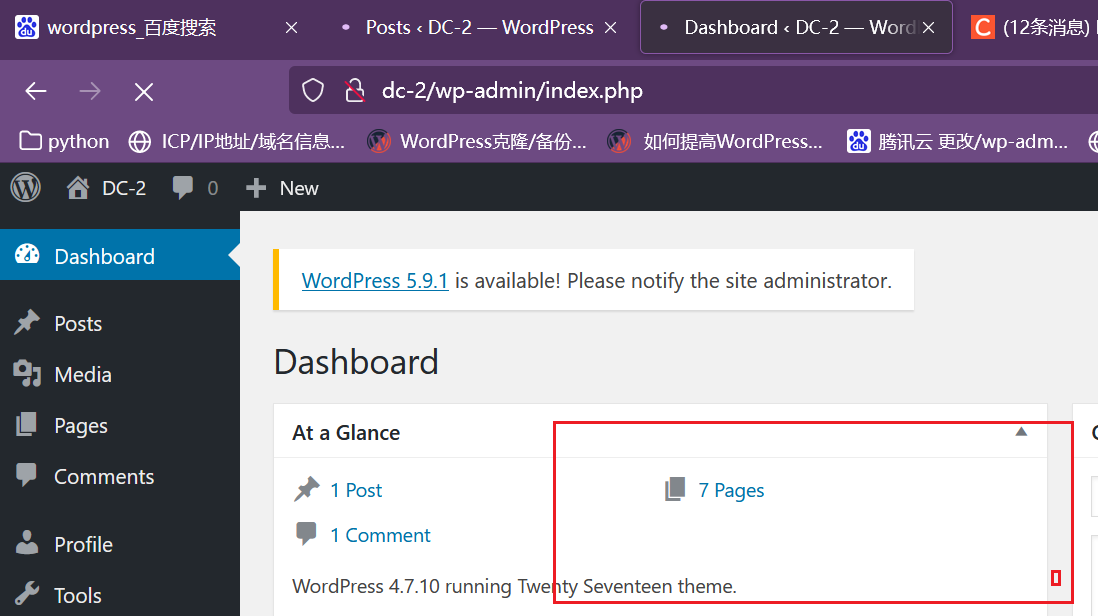 wordpress_百度搜索
Posts ‹ DC-2 — WordPress
Dashboard ‹ DC-2 — Word
(12条消息)
dc-2/wp-admin/index.php
python
ICP/IP地址/域名信息...
WordPress克隆/备份...
如何提高WordPress...
腾讯云 更改/wp-adm...
DC-2
0
New
Dashboard
Posts
Media
Pages
Comments
Profile
Tools
WordPress 5.9.1 is available! Please notify the site administrator.
Dashboard
At a Glance
1 Post
7 Pages
1 Comment
WordPress 4.7.10 running Twenty Seventeen theme.